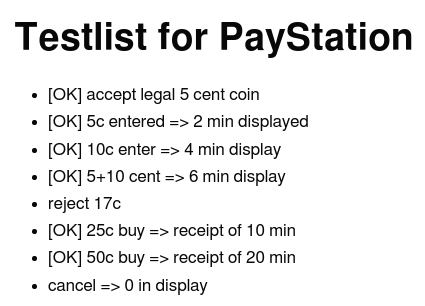 Testlist for PayStation
• [OK] accept legal 5 cent coin
• [OK] 5c entered => 2 min displayed
• [OK] 10c enter => 4 min display
• [OK] 5+10 cent => 6 min display
• reject 17c
• [OK] 25c buy => receipt of 10 min
• [OK] 50c buy => receipt of 20 min
• cancel => 0 in display